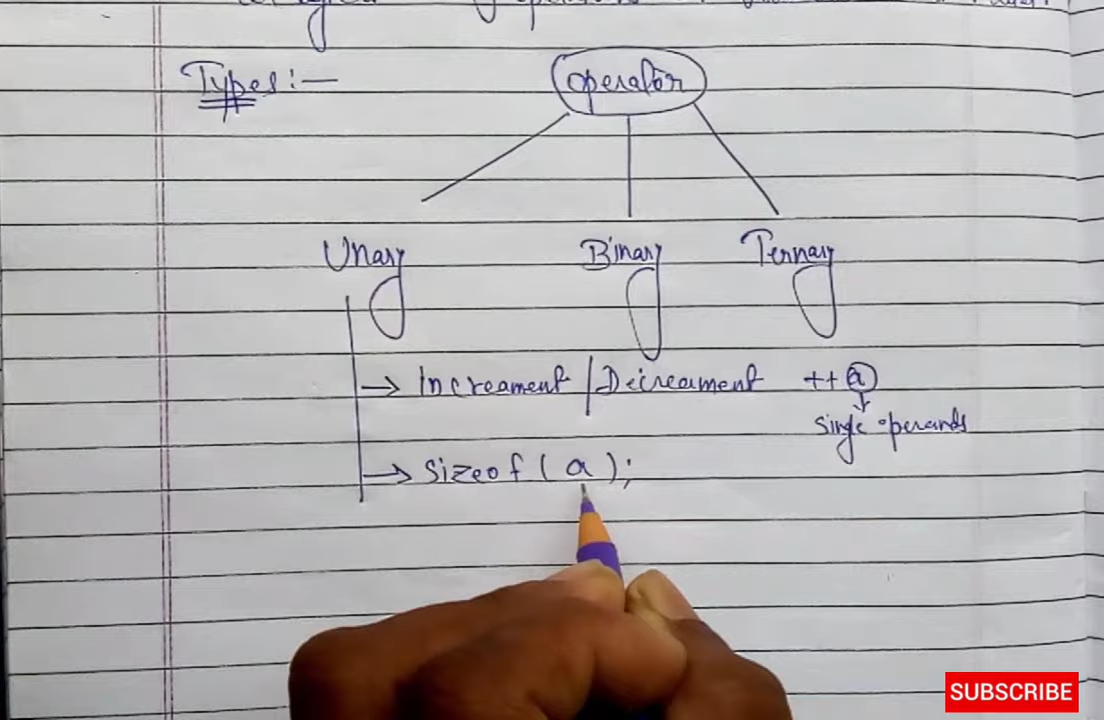 Types :—
operator
Unary Binary Ternary
→ Increament / Decreament ++a
Single operands
→ sizeof ( a );
SUBSCRIBE